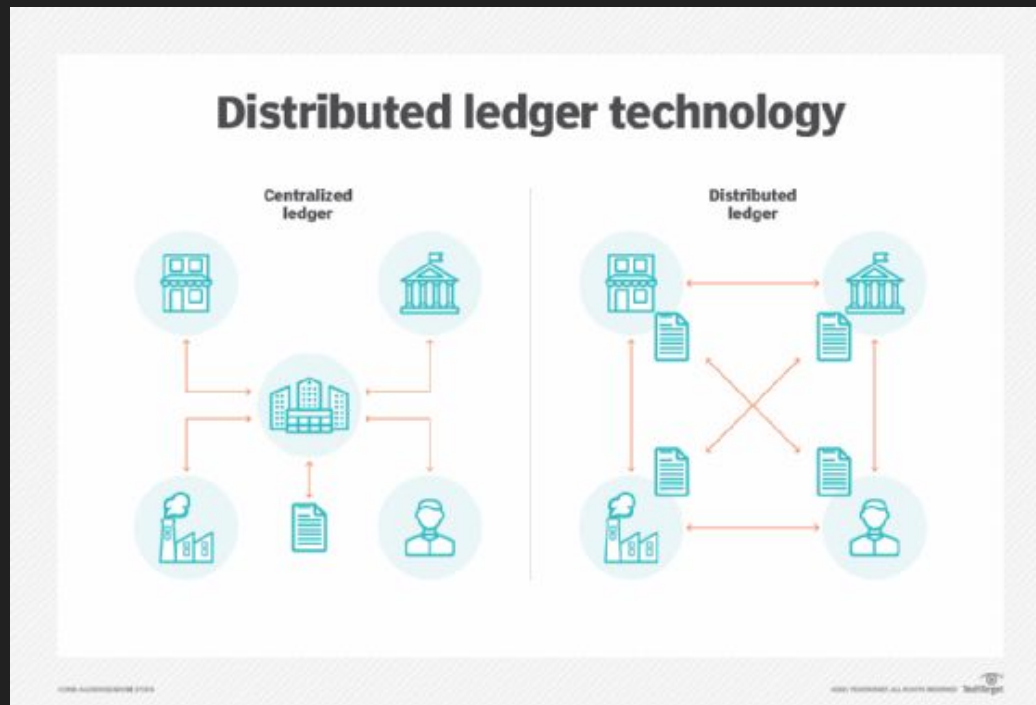 Distributed ledger technology
Centralized
ledger
Distributed
ledger
TechTarget